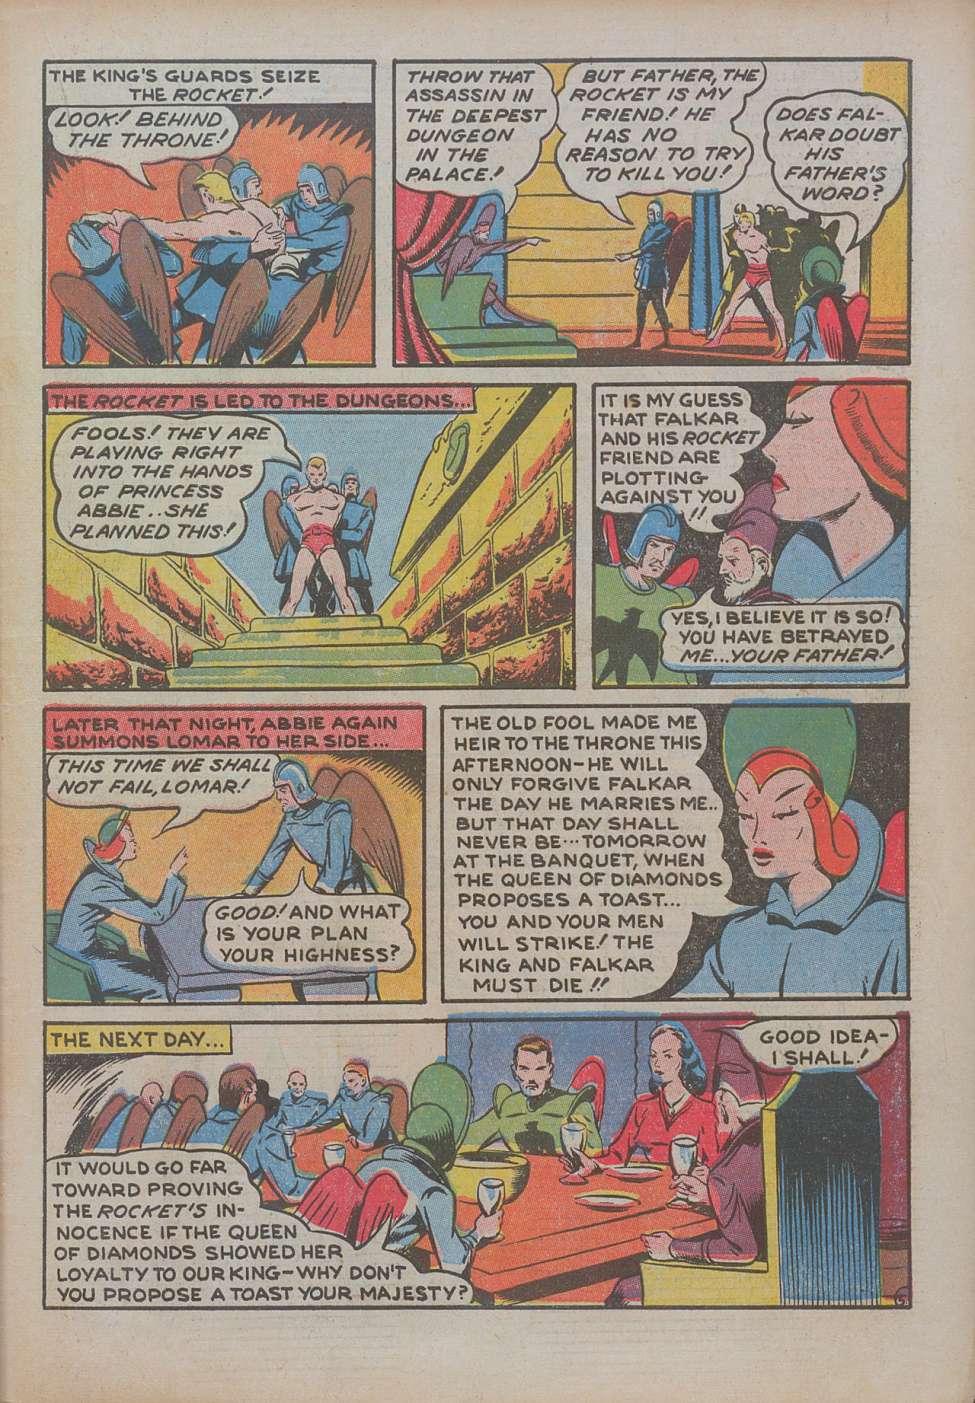 THE KING'S GUARDS SEIZE
THE ROCKET!
LOOK! BEHIND
THE THRONE!
THROW THAT
ASSASSIN IN
THE DEEPEST
DUNGEON
IN THE
PALACE!
BUT FATHER, THE
ROCKET IS MY
FRIEND! HE
HAS NO
REASON TO TRY
TO KILL YOU!
DOES FAL-
KAR DOUBT
HIS
FATHER'S
WORD?
THE ROCKET IS LED TO THE DUNGEONS...
FOOLS! THEY ARE
PLAYING RIGHT
INTO THE HANDS
OF PRINCESS
ABBIE.. SHE
PLANNED THIS!
IT IS MY GUESS
THAT FALKAR
AND HIS ROCKET
FRIEND ARE
PLOTTING
AGAINST YOU
!!
YES, I BELIEVE IT IS SO!
YOU HAVE BETRAYED
ME...YOUR FATHER!
LATER THAT NIGHT, ABBIE AGAIN
SUMMONS LOMAR TO HER SIDE...
THIS TIME WE SHALL
NOT FAIL, LOMAR!
GOOD! AND WHAT
IS YOUR PLAN
YOUR HIGHNESS?
THE OLD FOOL MADE ME
HEIR TO THE THRONE THIS
AFTERNOON-HE WILL
ONLY FORGIVE FALKAR
THE DAY HE MARRIES ME..
BUT THAT DAY SHALL
NEVER BE...TOMORROW
AT THE BANQUET, WHEN
THE QUEEN OF DIAMONDS
PROPOSES A TOAST...
YOU AND YOUR MEN
WILL STRIKE! THE
KING AND FALKAR
MUST DIE!!
THE NEXT DAY...
GOOD IDEA-
I SHALL!
IT WOULD GO FAR
TOWARD PROVING
THE ROCKET'S IN-
NOCENCE IF THE QUEEN
OF DIAMONDS SHOWED HER
LOYALTY TO OUR KING-WHY DON'T
YOU PROPOSE A TOAST YOUR MAJESTY?